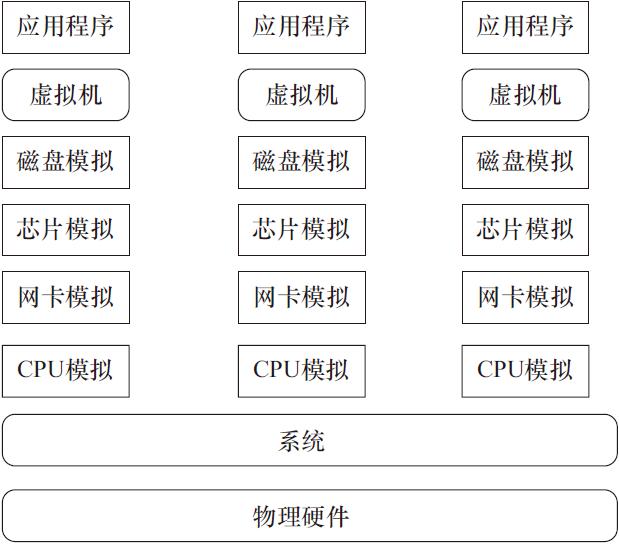 应用程序 应用程序 应用程序
虚拟机 虚拟机 虚拟机
磁盘模拟 磁盘模拟 磁盘模拟
芯片模拟 芯片模拟 芯片模拟
网卡模拟 网卡模拟 网卡模拟
CPU模拟 CPU模拟 CPU模拟
系统
物理硬件